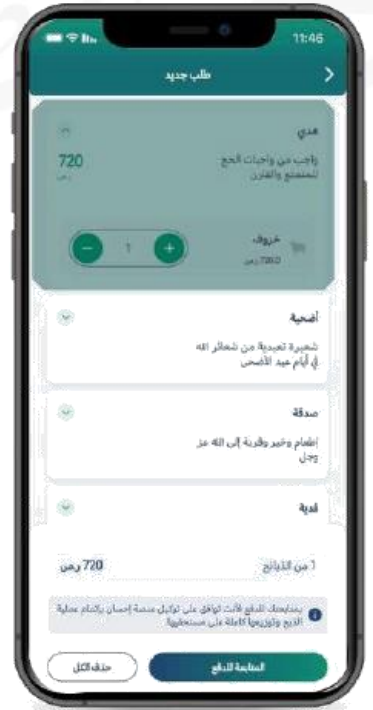 11:46
طلب جديد
هدي
واجب من واجبات الحج
للمتمتع والقارن
720
خروف
1
أضحية
شعيرة تعبدية من شعائر الله
في أيام عيد الأضحى
صدقة
إطعام وخير وقربة إلى الله عز
وجل
فدية
1 من الذبائح
720 ر.س
بمتابعتك للدفع فأنت توافق على توكيل منصة إحسان بإتمام عملية
الذبح وتوزيعها كاملة على مستحقيها
المتابعة للدفع
حذف الكل